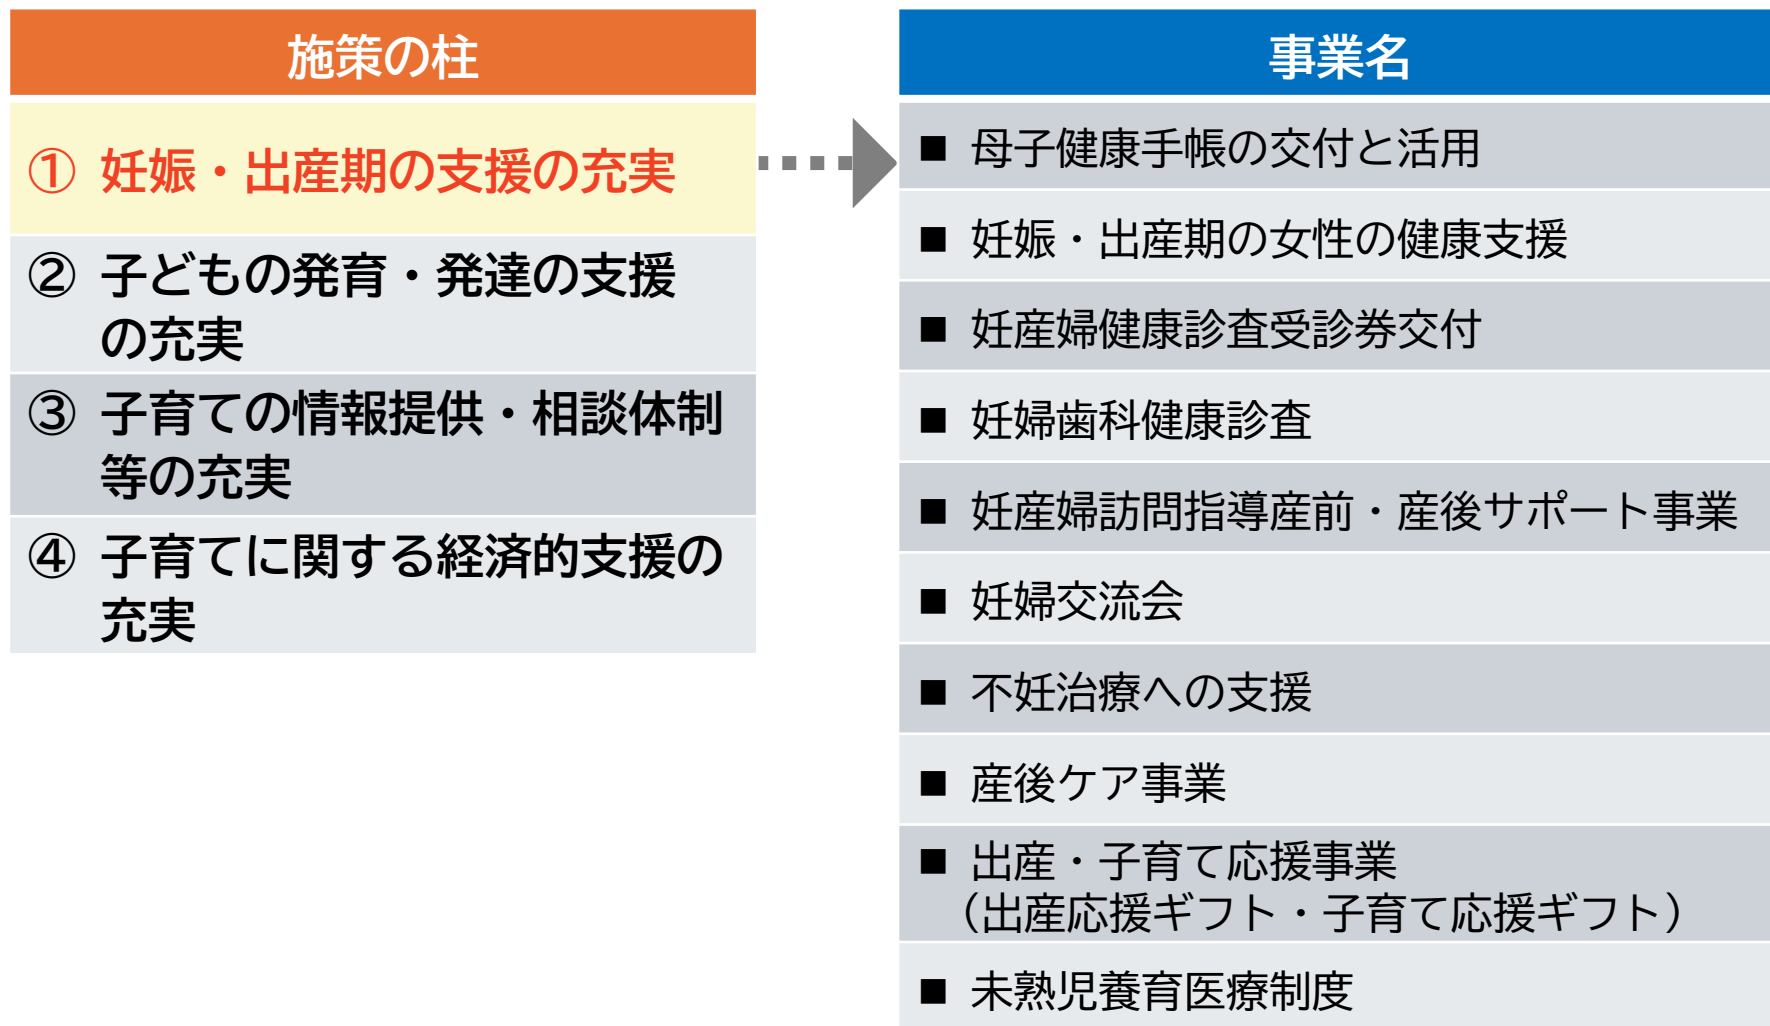 施策の柱
① 妊娠・出産期の支援の充実
② 子どもの発育・発達の支援
の充実
③ 子育ての情報提供・相談体制
等の充実
④ 子育てに関する経済的支援の
充実
事業名
■ 母子健康手帳の交付と活用
■ 妊娠・出産期の女性の健康支援
■ 妊産婦健康診査受診券交付
■ 妊婦歯科健康診査
■ 妊産婦訪問指導産前・産後サポート事業
■ 妊婦交流会
■ 不妊治療への支援
■ 産後ケア事業
■ 出産・子育て応援事業
（出産応援ギフト・子育て応援ギフト）
■ 未熟児養育医療制度